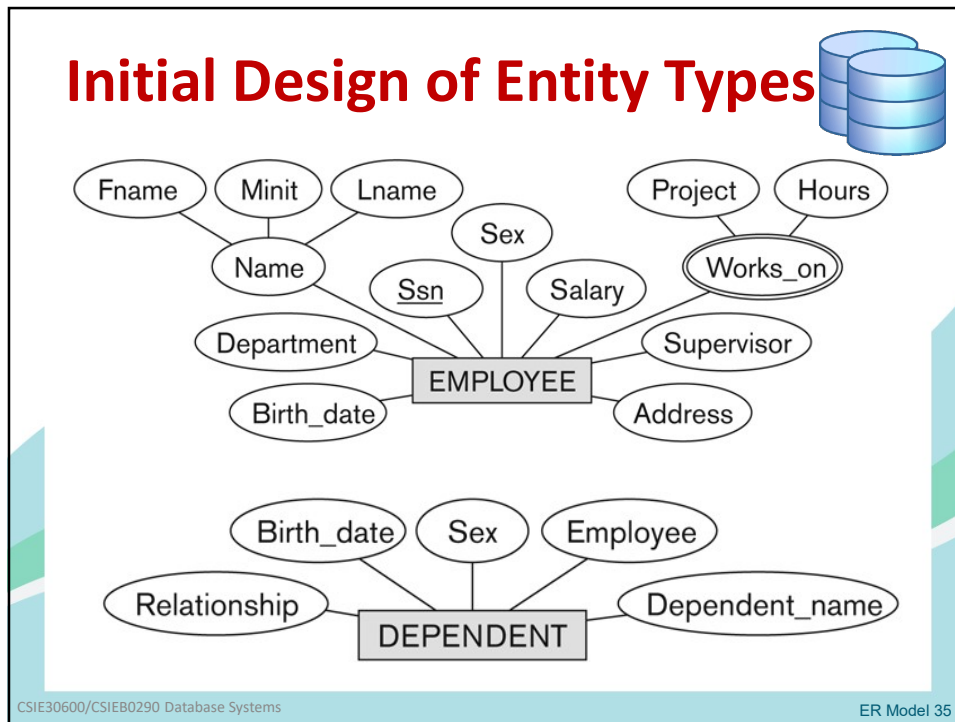 Initial Design of Entity Types
Fname Minit Lname Project Hours
Sex
Name Works_on
Ssn Salary
Department Supervisor
EMPLOYEE
Birth_date Address
Birth_date Sex Employee
Relationship Dependent_name
DEPENDENT
CSIE30600/CSIEB0290 Database Systems ER Model 35